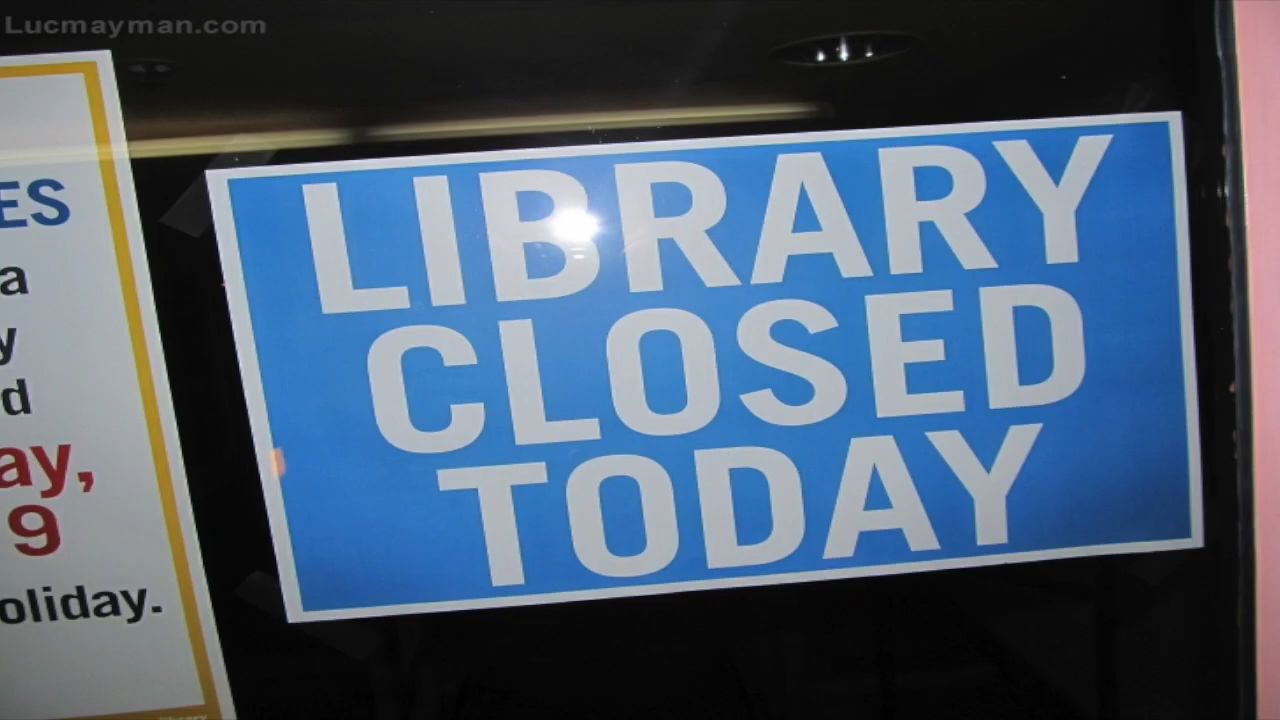 Lucmayman.com
ES
a
y
d
ay,
9
oliday.
LIBRARY
CLOSED
TODAY